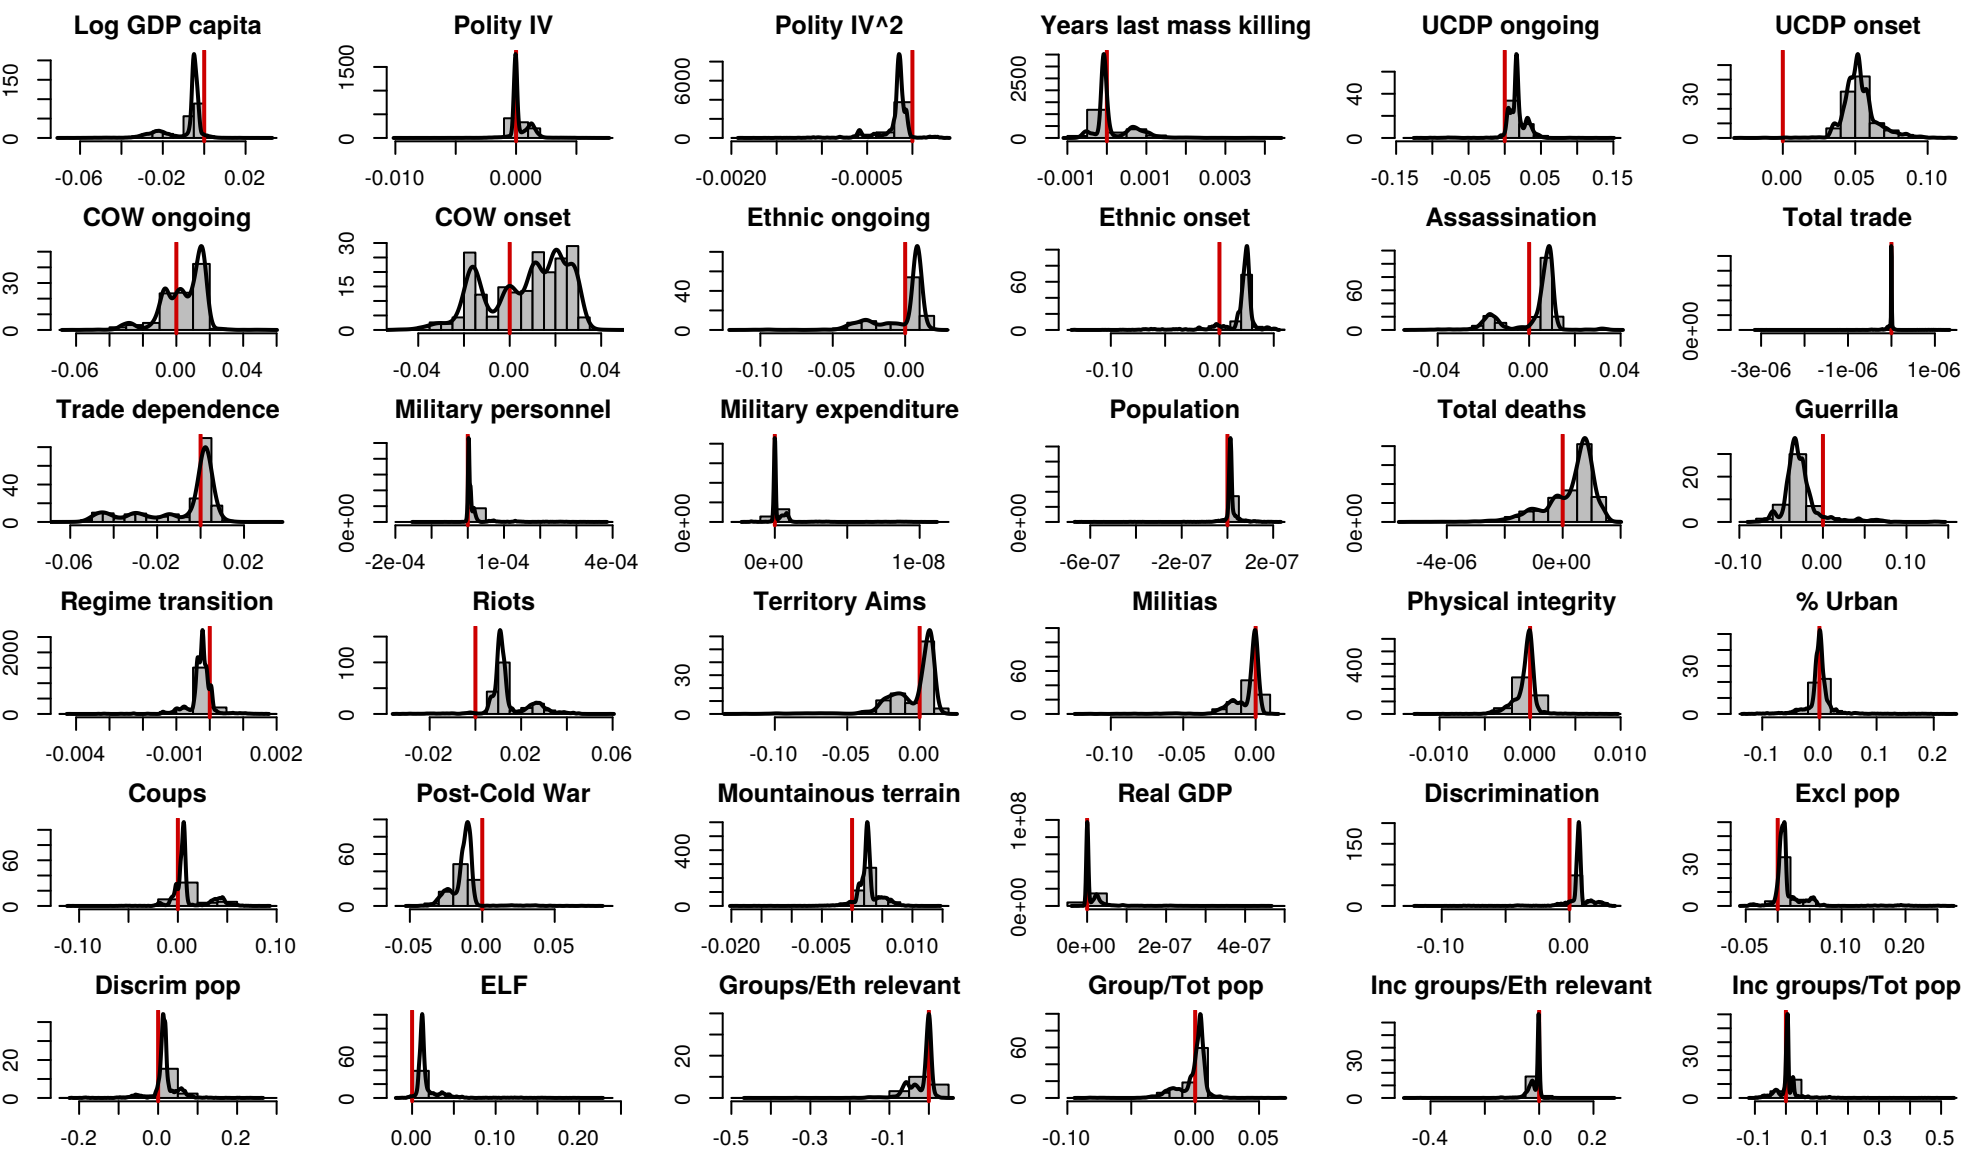 Log GDP capita Polity IV Polity IV^2 Years last mass killing UCDP ongoing UCDP onset
0 150 0 1500 0 6000 0 2500 0 40 0 30
-0.06 -0.02 0.02 -0.010 0.000 -0.0020 -0.0005 -0.001 0.001 0.003 -0.15 -0.05 0.05 0.15 0.00 0.05 0.10
COW ongoing COW onset Ethnic ongoing Ethnic onset Assassination Total trade
0 30 0 15 30 0 40 0 60 0 60 0e+00
-0.06 0.00 0.04 -0.04 0.00 0.04 -0.10 -0.05 0.00 -0.10 0.00 -0.04 0.00 0.04 -3e-06 -1e-06 1e-06
Trade dependence Military personnel Military expenditure Population Total deaths Guerrilla
0 40 0e+00 0e+00 0e+00 0e+00 0 20
-0.06 -0.02 0.02 -2e-04 1e-04 4e-04 0e+00 1e-08 -6e-07 -2e-07 2e-07 -4e-06 0e+00 -0.10 0.00 0.10
Regime transition Riots Territory Aims Militias Physical integrity % Urban
0 2000 0 100 0 30 0 60 0 400 0 30
-0.004 -0.001 0.002 -0.02 0.02 0.06 -0.10 -0.05 0.00 -0.10 -0.05 0.00 -0.010 0.000 0.010 -0.1 0.0 0.1 0.2
Coups Post-Cold War Mountainous terrain Real GDP Discrimination Excl pop
0 60 0 60 0 400 0e+00 1e+08 0 150 0 30
-0.10 0.00 0.10 -0.05 0.00 0.05 -0.020 -0.005 0.010 0e+00 2e-07 4e-07 -0.10 0.00 -0.05 0.10 0.20
Discrim pop ELF Groups/Eth relevant Group/Tot pop Inc groups/Eth relevant Inc groups/Tot pop
0 20 0 60 0 20 0 60 0 30 0 30
-0.2 0.0 0.2 0.00 0.10 0.20 -0.5 -0.3 -0.1 -0.10 0.00 0.05 -0.4 0.0 0.2 -0.1 0.1 0.3 0.5